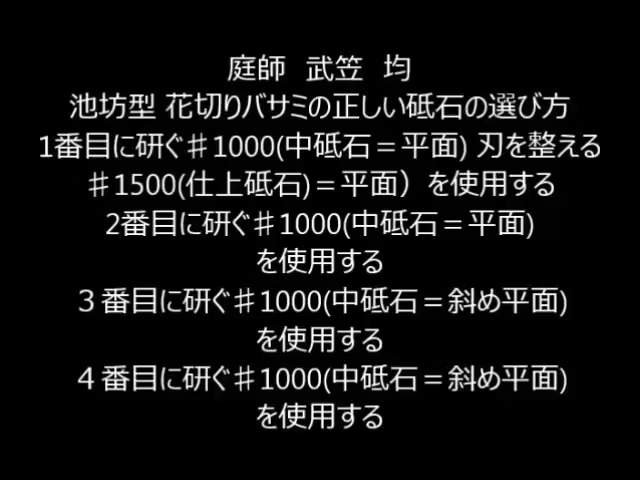 庭師　武笠　均
池坊型 花切りバサミの正しい砥石の選び方
1番目に研ぐ♯1000(中砥石＝平面) 刃を整える
♯1500(仕上砥石)＝平面）を使用する
2番目に研ぐ♯1000(中砥石＝平面)
を使用する
３番目に研ぐ♯1000(中砥石＝斜め平面)
を使用する
４番目に研ぐ♯1000(中砥石＝斜め平面)
を使用する